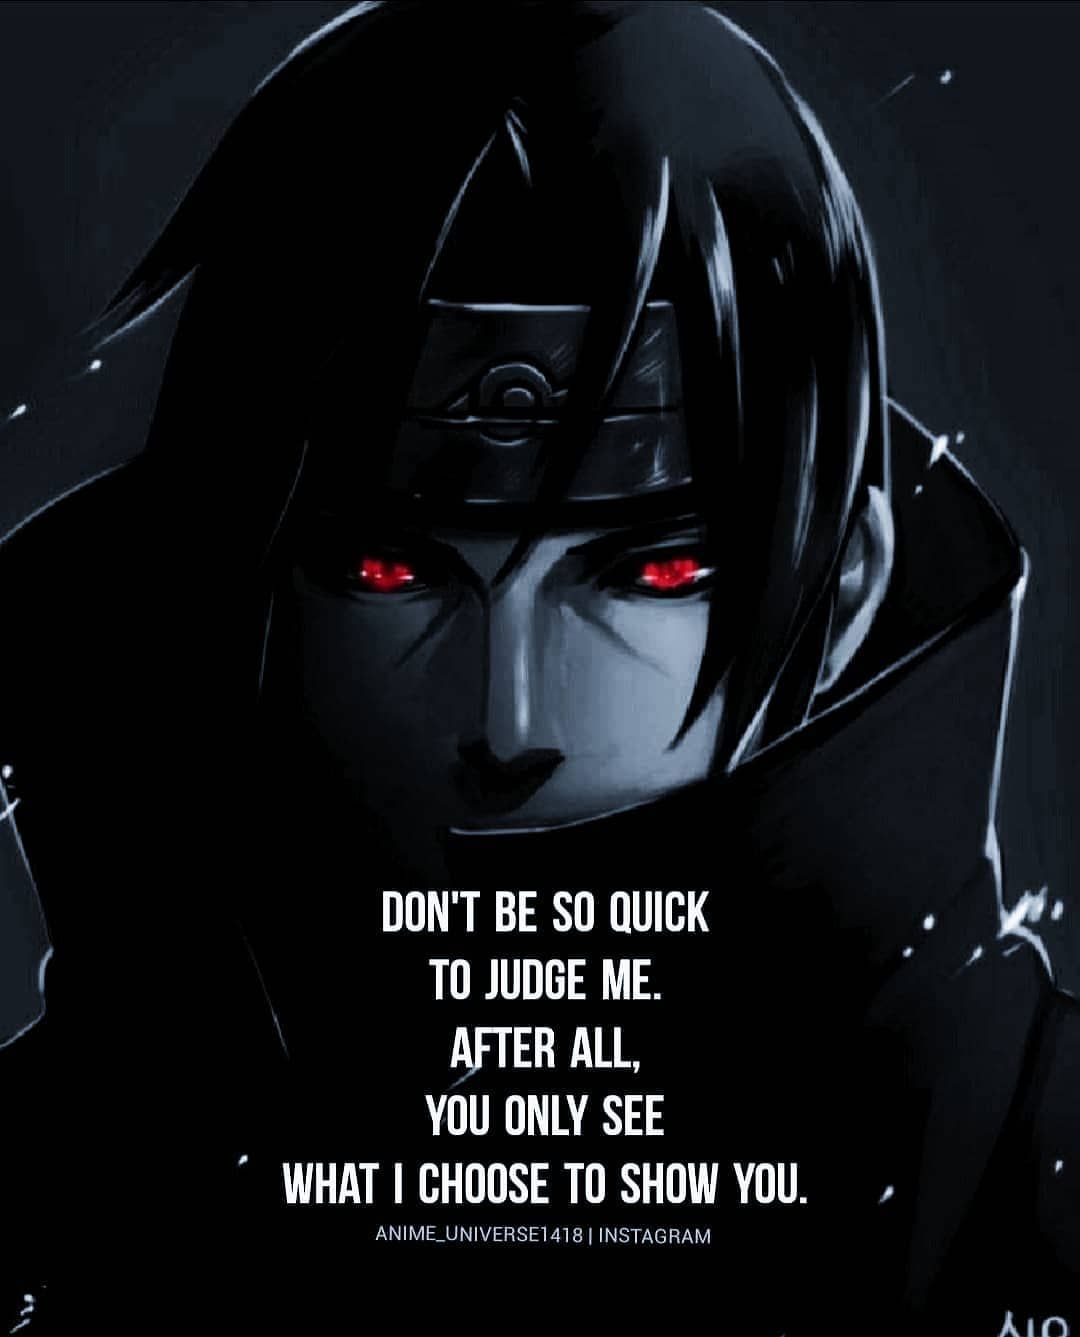 DON'T BE SO QUICK
TO JUDGE ME.
AFTER ALL,
YOU ONLY SEE
WHAT I CHOOSE TO SHOW YOU.
ANIME_UNIVERSE1418 | INSTAGRAM